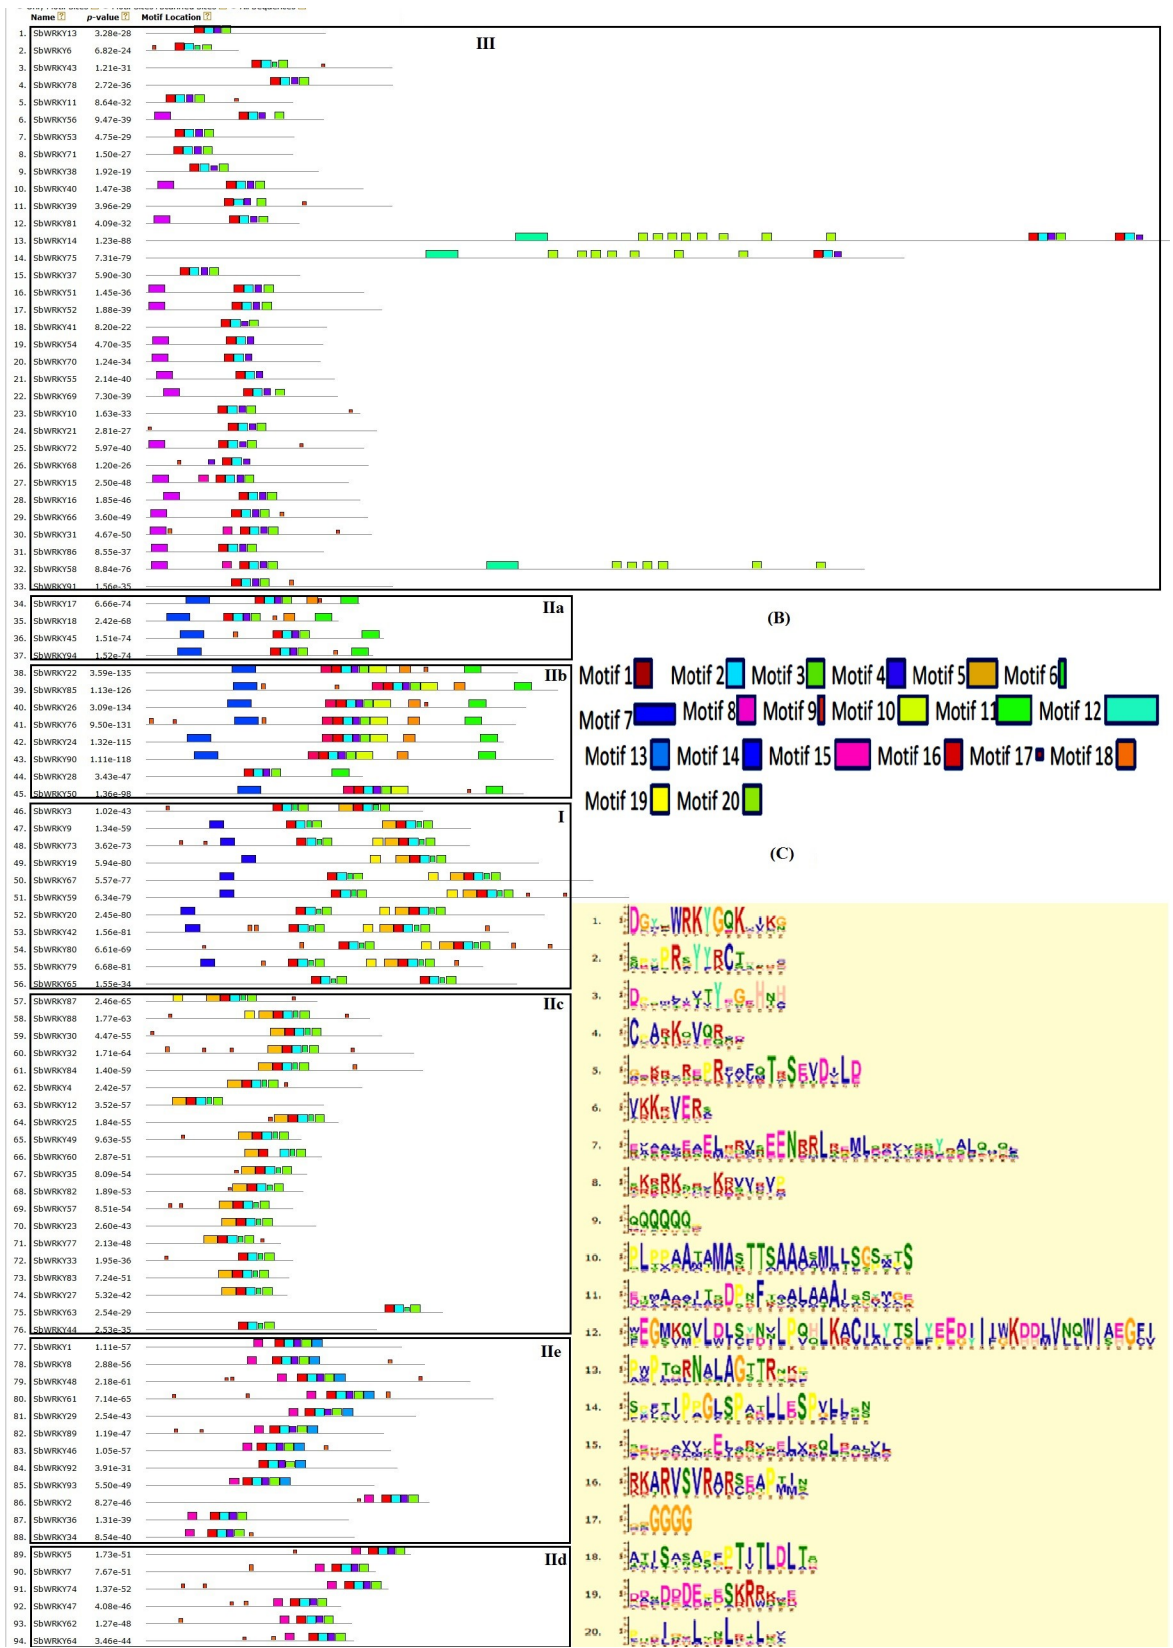 Name p-value Motif Location
III
1. SbWRKY13 3.28e-28
2. SbWRKY6 6.82e-24
3. SbWRKY43 1.21e-31
4. SbWRKY78 2.72e-36
5. SbWRKY11 8.64e-32
6. SbWRKY56 9.47e-39
7. SbWRKY53 4.75e-29
8. SbWRKY71 1.50e-27
9. SbWRKY38 1.92e-19
10. SbWRKY40 1.47e-38
11. SbWRKY39 3.96e-29
12. SbWRKY81 4.09e-32
13. SbWRKY14 1.23e-88
14. SbWRKY75 7.31e-79
15. SbWRKY37 5.90e-30
16. SbWRKY51 1.45e-36
17. SbWRKY52 1.88e-39
18. SbWRKY41 8.20e-22
19. SbWRKY54 4.70e-35
20. SbWRKY70 1.24e-34
21. SbWRKY55 2.14e-40
22. SbWRKY69 7.30e-39
23. SbWRKY10 1.63e-33
24. SbWRKY21 2.81e-27
25. SbWRKY72 5.97e-40
26. SbWRKY68 1.20e-26
27. SbWRKY15 2.50e-48
28. SbWRKY16 1.85e-46
29. SbWRKY66 3.60e-49
30. SbWRKY31 4.67e-50
31. SbWRKY86 8.55e-37
32. SbWRKY58 8.84e-76
33. SbWRKY91 1.56e-35
IIa
34. SbWRKY17 6.66e-74
35. SbWRKY18 2.42e-68
36. SbWRKY45 1.51e-74
37. SbWRKY94 1.52e-74
IIb
38. SbWRKY22 3.59e-135
39. SbWRKY85 1.13e-126
40. SbWRKY26 3.09e-134
41. SbWRKY76 9.50e-131
42. SbWRKY24 1.32e-115
43. SbWRKY90 1.11e-118
44. SbWRKY28 3.43e-47
45. SbWRKY50 1.36e-98
I
46. SbWRKY3 1.02e-43
47. SbWRKY9 1.34e-59
48. SbWRKY73 3.62e-73
49. SbWRKY19 5.94e-80
50. SbWRKY67 5.57e-77
51. SbWRKY59 6.34e-79
52. SbWRKY20 2.45e-80
53. SbWRKY42 1.56e-81
54. SbWRKY80 6.61e-69
55. SbWRKY79 6.68e-81
56. SbWRKY65 1.55e-34
IIc
57. SbWRKY87 2.46e-65
58. SbWRKY88 1.77e-63
59. SbWRKY30 4.47e-55
60. SbWRKY32 1.71e-64
61. SbWRKY84 1.40e-59
62. SbWRKY4 2.42e-57
63. SbWRKY12 3.52e-57
64. SbWRKY25 1.84e-55
65. SbWRKY49 9.63e-55
66. SbWRKY60 2.87e-51
67. SbWRKY35 8.09e-54
68. SbWRKY82 1.89e-53
69. SbWRKY57 8.51e-54
70. SbWRKY23 2.60e-43
71. SbWRKY77 2.13e-48
72. SbWRKY33 1.95e-36
73. SbWRKY83 7.24e-51
74. SbWRKY27 5.32e-42
75. SbWRKY63 2.54e-29
76. SbWRKY44 2.53e-35
IIe
77. SbWRKY1 1.11e-57
78. SbWRKY8 2.88e-56
79. SbWRKY48 2.18e-61
80. SbWRKY61 7.14e-65
81. SbWRKY29 2.54e-43
82. SbWRKY89 1.19e-47
83. SbWRKY46 1.05e-57
84. SbWRKY92 3.91e-31
85. SbWRKY93 5.50e-49
86. SbWRKY2 8.27e-46
87. SbWRKY36 1.31e-39
88. SbWRKY34 8.54e-40
IId
89. SbWRKY5 1.73e-51
90. SbWRKY7 7.67e-51
91. SbWRKY74 1.37e-52
92. SbWRKY47 4.08e-46
93. SbWRKY62 1.27e-48
94. SbWRKY64 3.46e-44
(B)
Motif 1 Motif 2 Motif 3 Motif 4 Motif 5 Motif 6
Motif 7 Motif 8 Motif 9 Motif 10 Motif 11 Motif 12
Motif 13 Motif 14 Motif 15 Motif 16 Motif 17 Motif 18
Motif 19 Motif 20
(C)
1. WRKYGQK
2.
3.
4.
5.
6.
7.
8.
9. QQQQQQ
10.
11.
12.
13.
14.
15.
16. RKARVSVRARSEAP
17. GGGG
18.
19.
20.